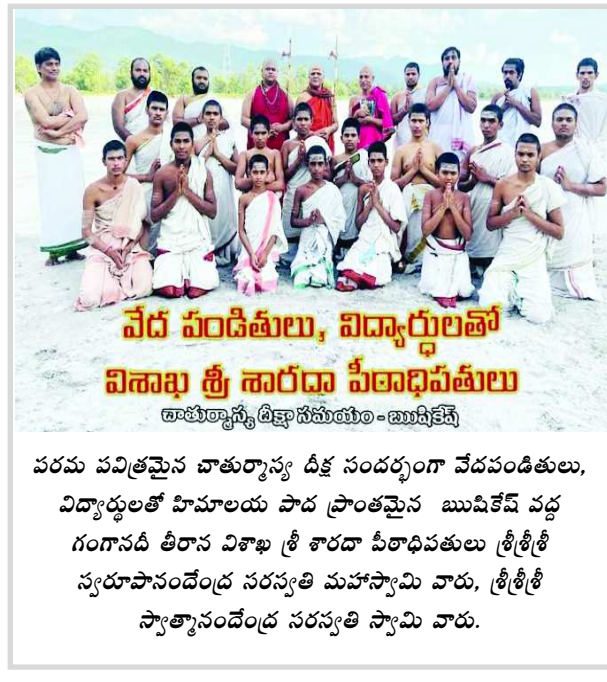 వేద పండితులు, విద్యార్ధులతో
విశాఖ శ్రీ శారదా పీఠాధిపతులు
చాతుర్మాస్య దీక్షా సమయం - ఋషికేష్
పరమ పవిత్రమైన చాతుర్మాస్య దీక్ష సందర్భంగా వేదపండితులు,
విద్యార్థులతో హిమాలయ పాద ప్రాంతమైన ఋషికేష్ వద్ద
గంగానదీ తీరాన విశాఖ శ్రీ శారదా పీఠాధిపతులు శ్రీశ్రీశ్రీ
స్వరూపానందేంద్ర సరస్వతి మహాస్వామి వారు, శ్రీశ్రీశ్రీ
స్వాత్మానందేంద్ర సరస్వతి స్వామి వారు.